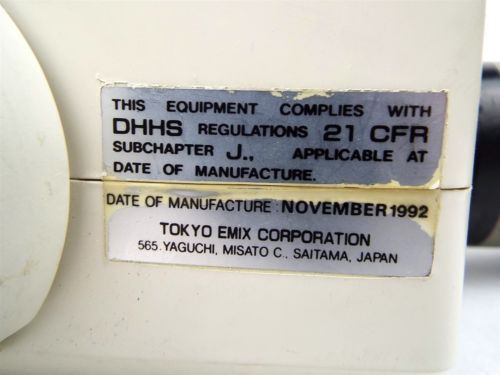 THIS EQUIPMENT COMPLIES WITH
DHHS REGULATIONS 21 CFR
SUBCHAPTER J., APPLICABLE AT
DATE OF MANUFACTURE.
DATE OF MANUFACTURE : NOVEMBER 1992
TOKYO EMIX CORPORATION
565. YAGUCHI, MISATO C., SAITAMA, JAPAN